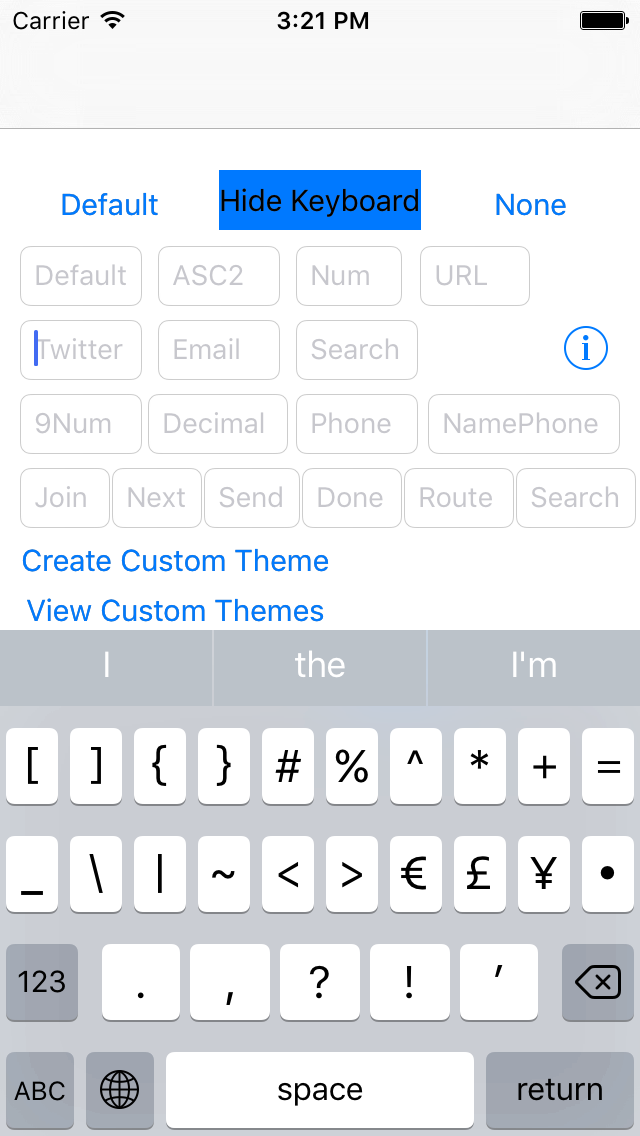 Carrier 3:21 PM
Default Hide Keyboard None
Default ASC2 Num URL
Twitter Email Search i
9Num Decimal Phone NamePhone
Join Next Send Done Route Search
Create Custom Theme
View Custom Themes
I the I'm
[ ] { } # % ^ * + =
_ \ | ~ < > € £ ¥ •
123 . , ? ! ’
ABC space return